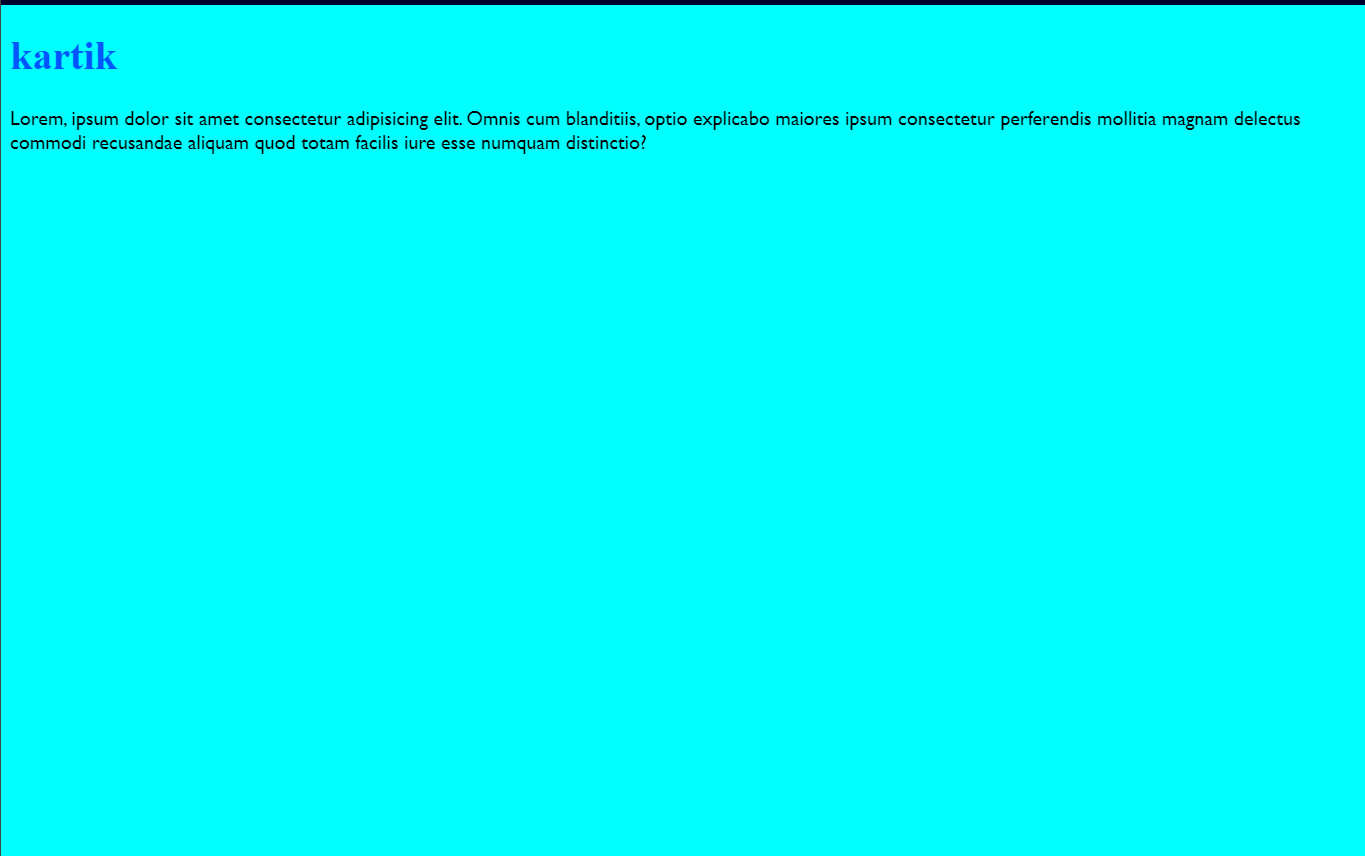 kartik
Lorem, ipsum dolor sit amet consectetur adipisicing elit. Omnis cum blanditiis, optio explicabo maiores ipsum consectetur perferendis mollitia magnam delectus
commodi recusandae aliquam quod totam facilis iure esse numquam distinctio?